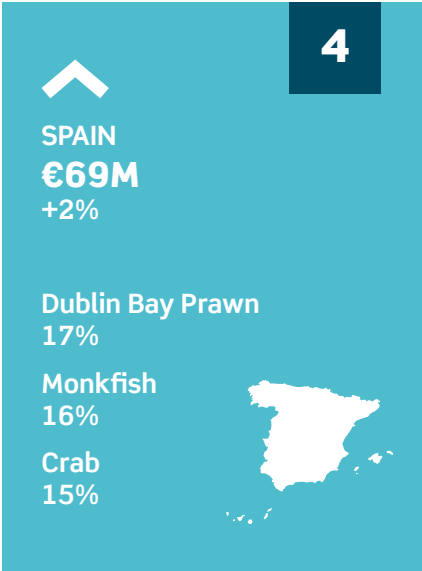 4
SPAIN
€69M
+2%
Dublin Bay Prawn
17%
Monkfish
16%
Crab
15%